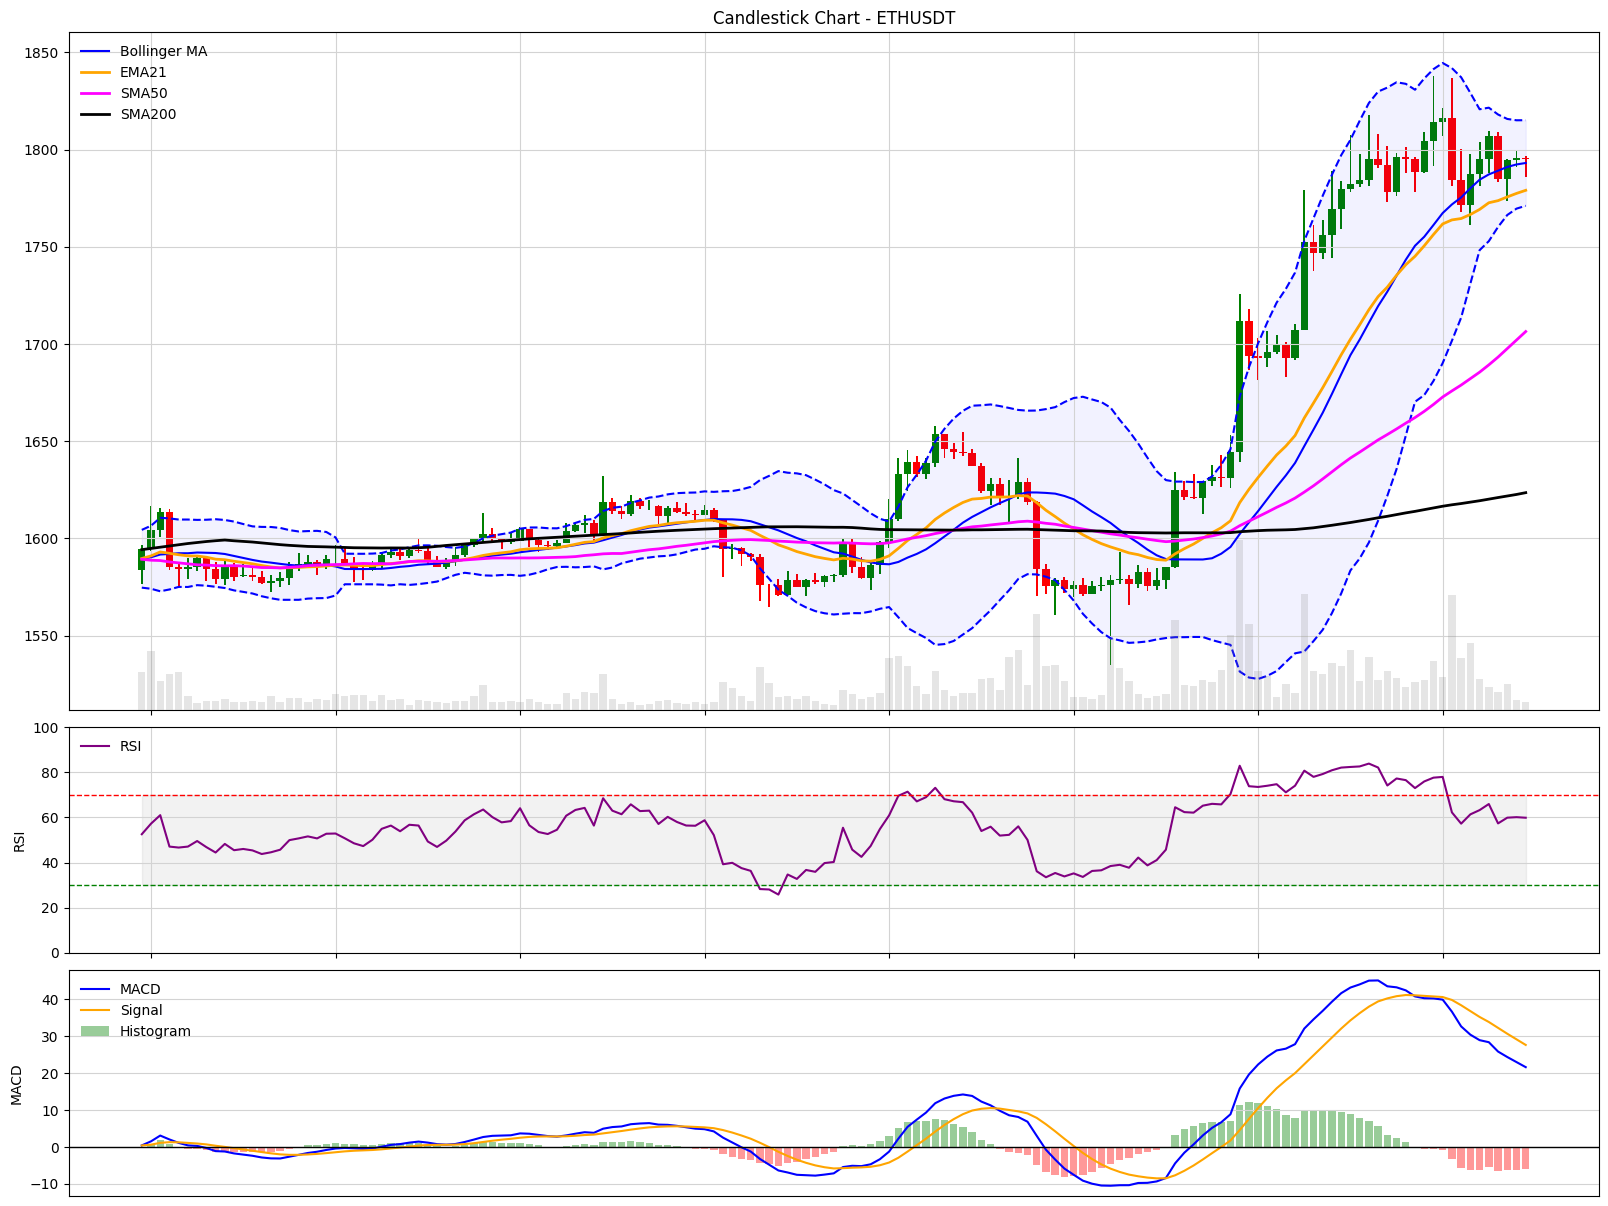 Candlestick Chart - ETHUSDT
Bollinger MA
EMA21
SMA50
SMA200
1850
1800
1750
1700
1650
1600
1550
RSI
100
80
60
40
20
0
RSI
MACD
Signal
Histogram
40
30
20
10
0
−10
MACD